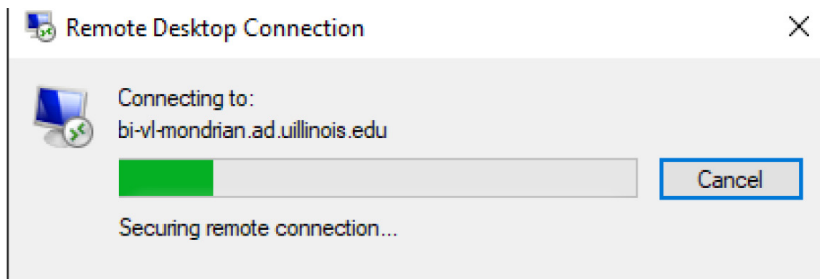 Remote Desktop Connection
Connecting to:
bi-vl-mondrian.ad.uillinois.edu
Cancel
Securing remote connection...